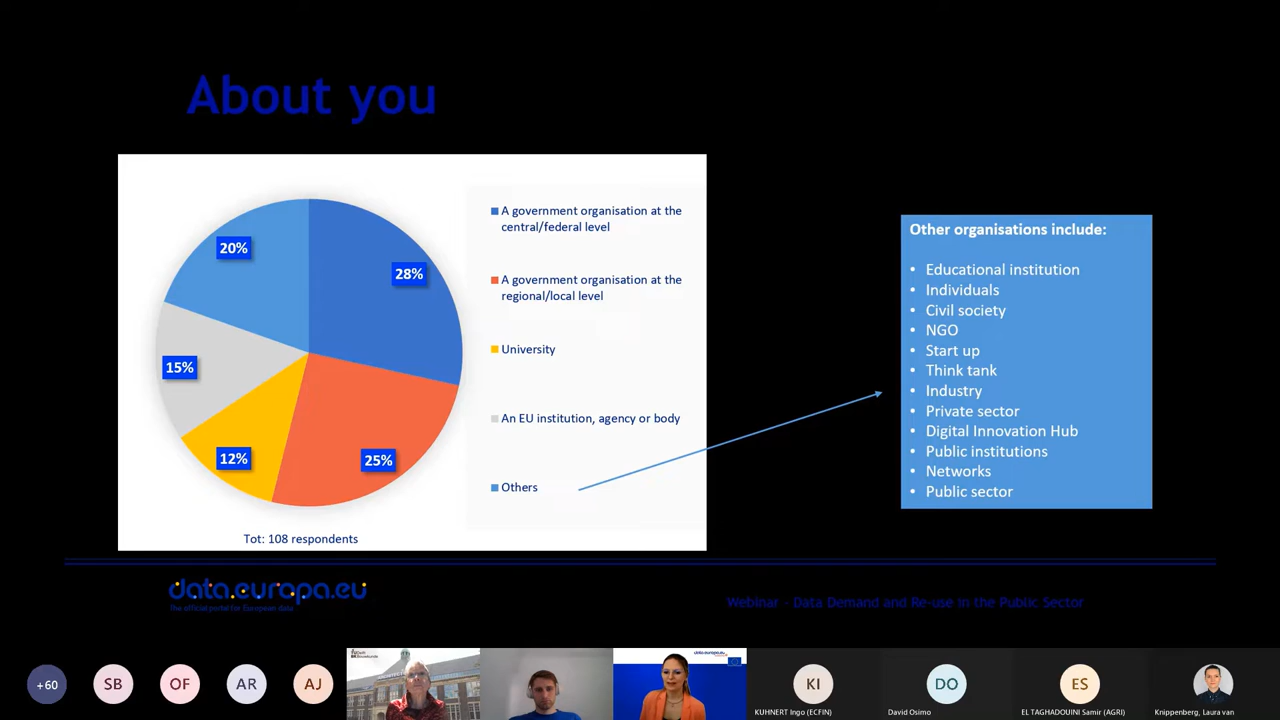 About you
20%
28%
15%
12%
25%
A government organisation at the
central/federal level
A government organisation at the
regional/local level
University
An EU institution, agency or body
Others
Tot: 108 respondents
Other organisations include:
• Educational institution
• Individuals
• Civil society
• NGO
• Start up
• Think tank
• Industry
• Private sector
• Digital Innovation Hub
• Public institutions
• Networks
• Public sector
data.europa.eu
The official portal for European data
Webinar - Data Demand and Re-use in the Public Sector
+60
SB
OF
AR
AJ
data.europa.eu
KI
KUHNERT Ingo (ECFIN)
DO
David Osimo
ES
EL TAGHADOUINI Samir (AGRI)
Knippenberg, Laura van